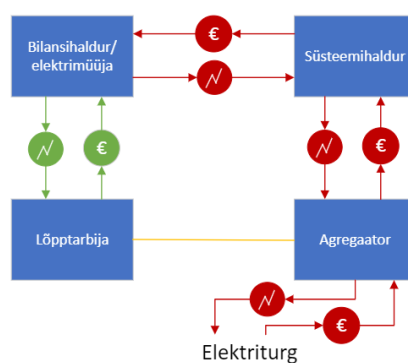 Bilansihaldur/
elektrimüüja
€
Süsteemihaldur
€
€
Lõpptarbija
Agregaator
€
Elektriturg